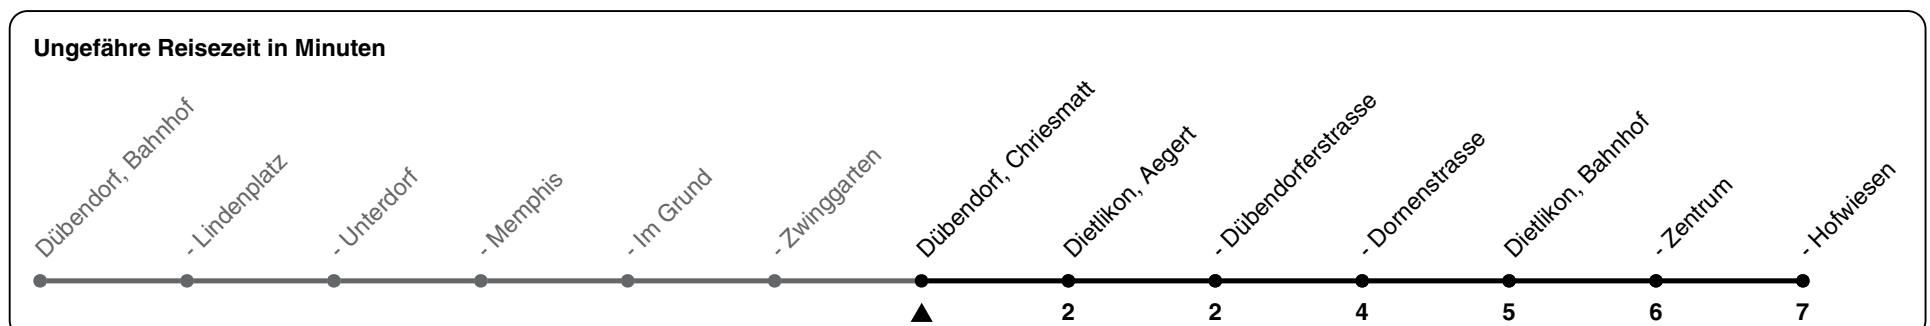 Ungefähre Reisezeit in Minuten
Dübendorf, Bahnhof
- Lindenplatz
- Unterdorf
- Memphis
- Im Grund
- Zwinggarten
Dübendorf, Chriesmatt
Dietlikon, Aegert
- Dübendorferstrasse
- Dornenstrasse
Dietlikon, Bahnhof
- Zentrum
- Hofwiesen
2 2 4 5 6 7